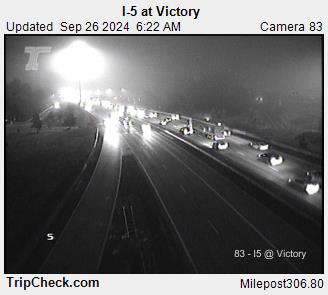 I-5 at Victory
Updated Sep 26 2024 6:22 AM Camera 83
T
S
83 - I5 @ Victory
TripCheck.com Milepost306.80